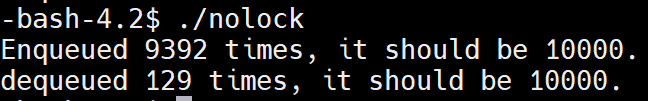 -bash-4.2$ ./nolock
Enqueued 9392 times, it should be 10000.
dequeued 129 times, it should be 10000.